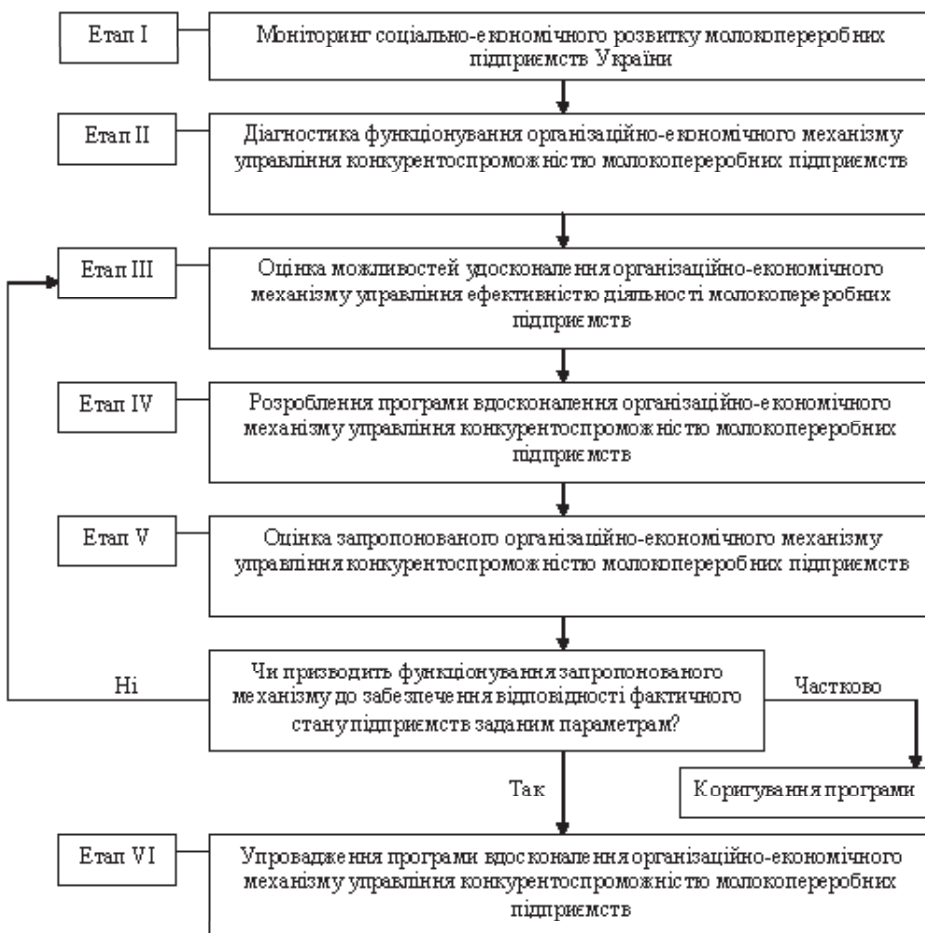 Етап I
Моніторинг соціально-економічного розвитку молокопереробних
підприємств України
Етап II
Діагностика функціонування організаційно-економічного механізму
управління конкурентоспроможністю молокопереробних підприємств
Етап III
Оцінка можливостей удосконалення організаційно-економічного
механізму управління ефективністю діяльності молокопереробних
підприємств
Етап IV
Розроблення програми вдосконалення організаційно-економічного
механізму управління конкурентоспроможністю молокопереробних
підприємств
Етап V
Оцінка запропонованого організаційно-економічного механізму
управління конкурентоспроможністю молокопереробних підприємств
Чи призводить функціонування запропонованого
механізму до забезпечення відповідності фактичного
стану підприємств заданим параметрам?
Ні
Частково
Так
Коригування програми
Етап VI
Упровадження програми вдосконалення організаційно-економічного
механізму управління конкурентоспроможністю молокопереробних
підприємств